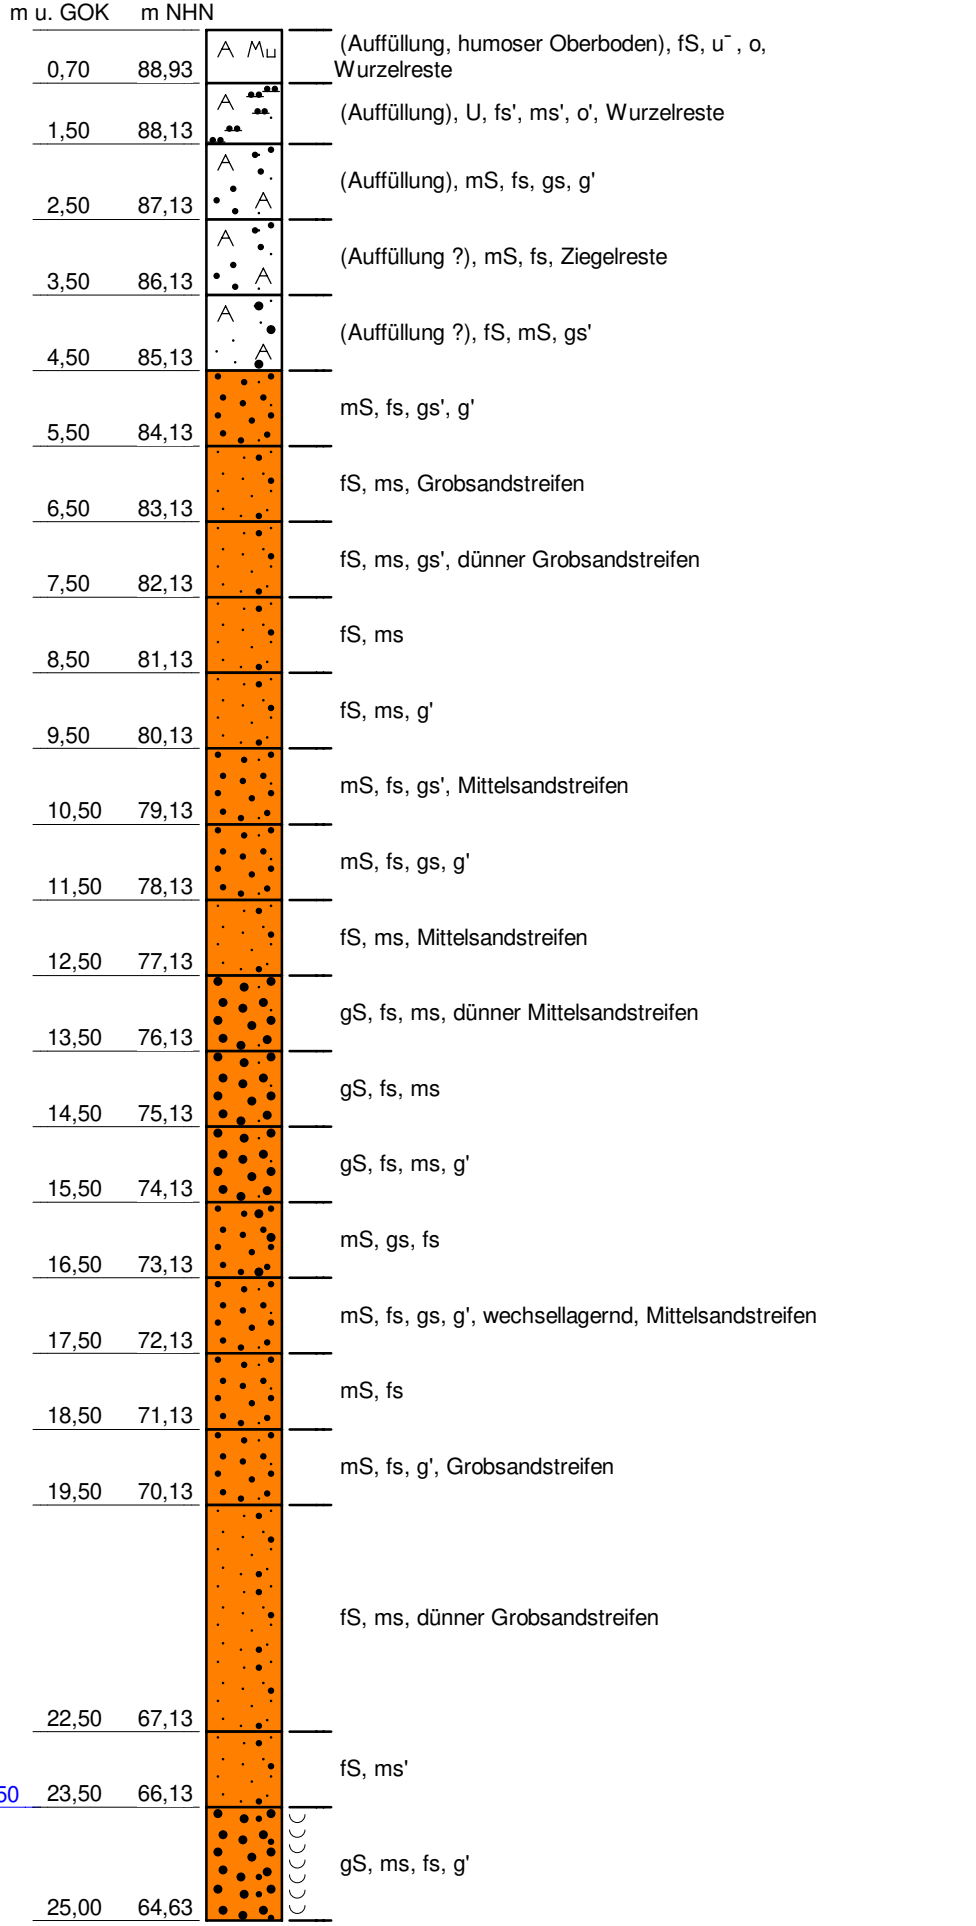 m u. GOK m NHN
A Mu (Auffüllung, humoser Oberboden), fS, u¯ , o,
0,70 88,93 Wurzelreste
A (Auffüllung), U, fs', ms', o', Wurzelreste
1,50 88,13
A (Auffüllung), mS, fs, gs, g'
2,50 87,13 A
A (Auffüllung ?), mS, fs, Ziegelreste
3,50 86,13 A
A (Auffüllung ?), fS, mS, gs'
4,50 85,13 A
mS, fs, gs', g'
5,50 84,13
fS, ms, Grobsandstreifen
6,50 83,13
fS, ms, gs', dünner Grobsandstreifen
7,50 82,13
fS, ms
8,50 81,13
fS, ms, g'
9,50 80,13
mS, fs, gs', Mittelsandstreifen
10,50 79,13
mS, fs, gs, g'
11,50 78,13
fS, ms, Mittelsandstreifen
12,50 77,13
gS, fs, ms, dünner Mittelsandstreifen
13,50 76,13
gS, fs, ms
14,50 75,13
gS, fs, ms, g'
15,50 74,13
mS, gs, fs
16,50 73,13
mS, fs, gs, g', wechsellagernd, Mittelsandstreifen
17,50 72,13
mS, fs
18,50 71,13
mS, fs, g', Grobsandstreifen
19,50 70,13
fS, ms, dünner Grobsandstreifen
22,50 67,13
fS, ms'
50 23,50 66,13
gS, ms, fs, g'
25,00 64,63